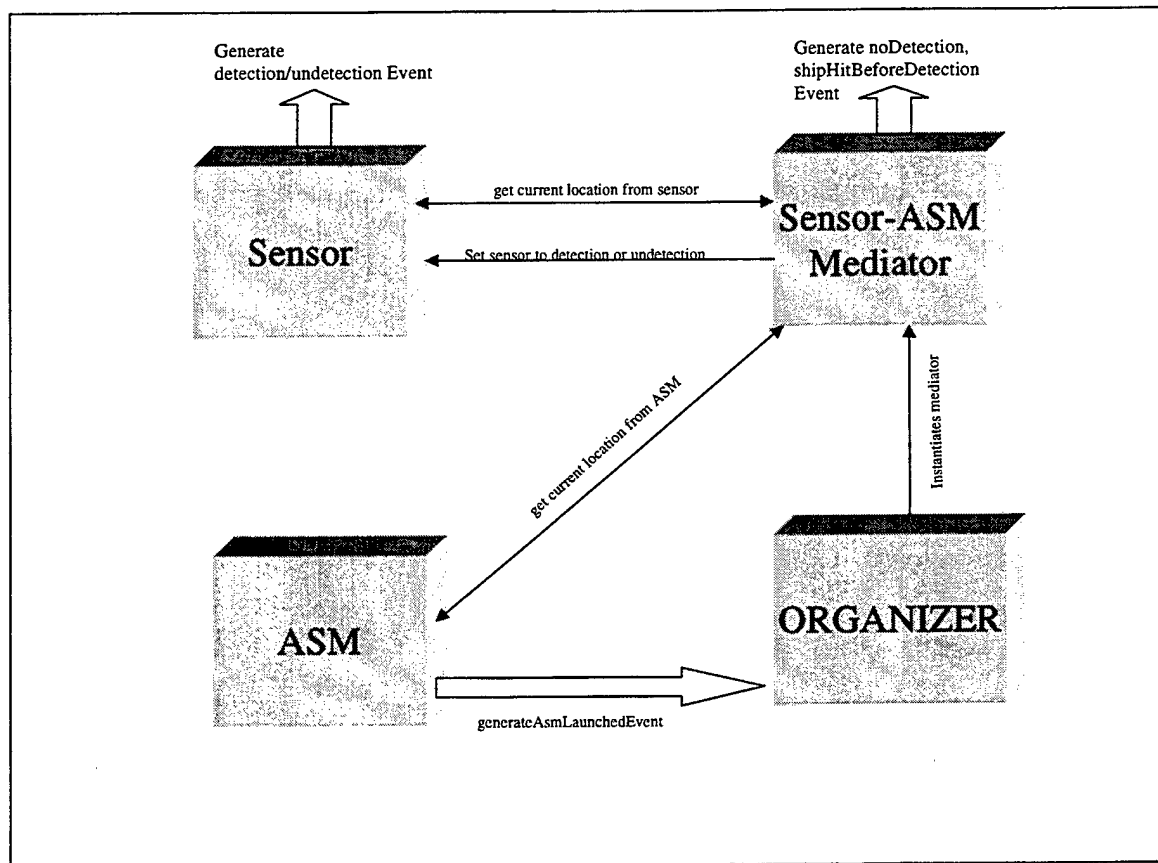 Generate
detection/undetection Event
Generate noDetection,
shipHitBeforeDetection
Event
get current location from sensor
Sensor
Sensor-ASM
Mediator
Set sensor to detection or undetection
get current location from ASM
Instantiates mediator
ASM
ORGANIZER
generateAsmLaunchedEvent